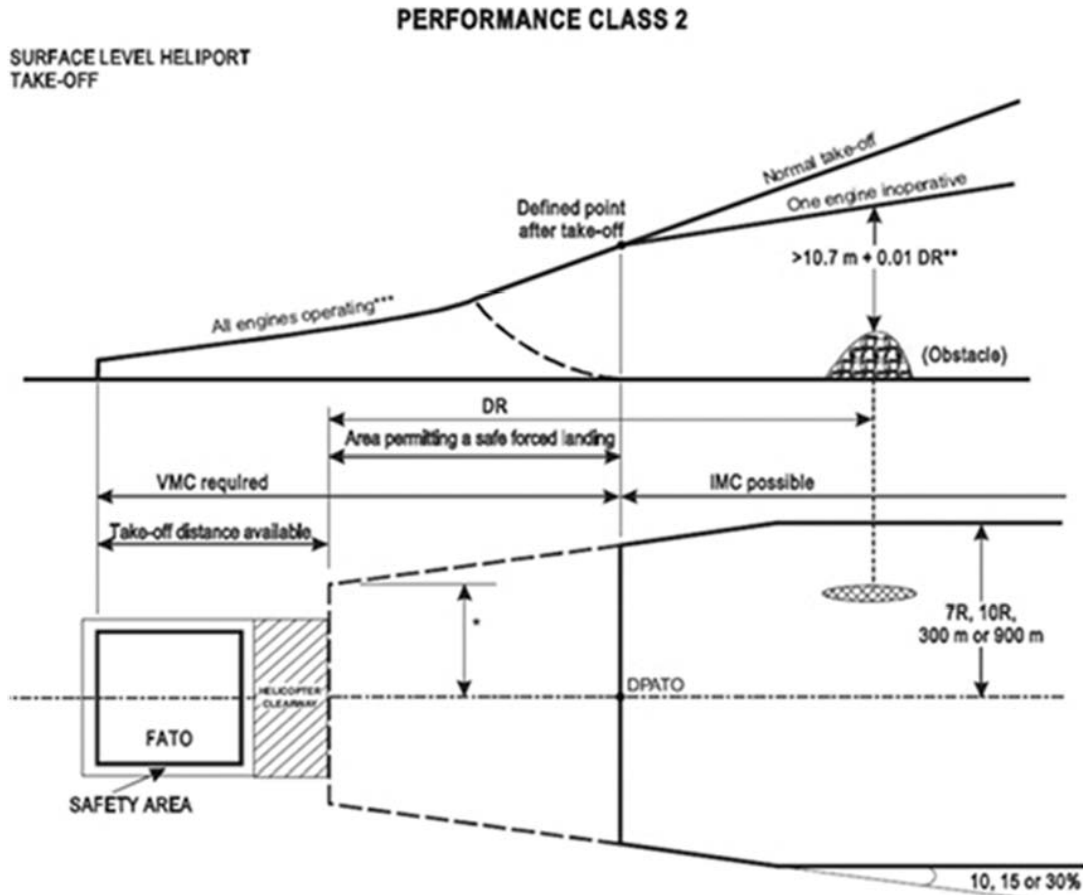 PERFORMANCE CLASS 2
SURFACE LEVEL HELIPORT
TAKE-OFF
Normal take-off
One engine inoperative
Defined point
after take-off
>10.7 m + 0.01 DR**
All engines operating***
(Obstacle)
DR
Area permitting a safe forced landing
VMC required
IMC possible
Take-off distance available
*
7R, 10R,
300 m or 900 m
HELICOPTER
CLEARWAY
DPATO
FATO
SAFETY AREA
10, 15 or 30%